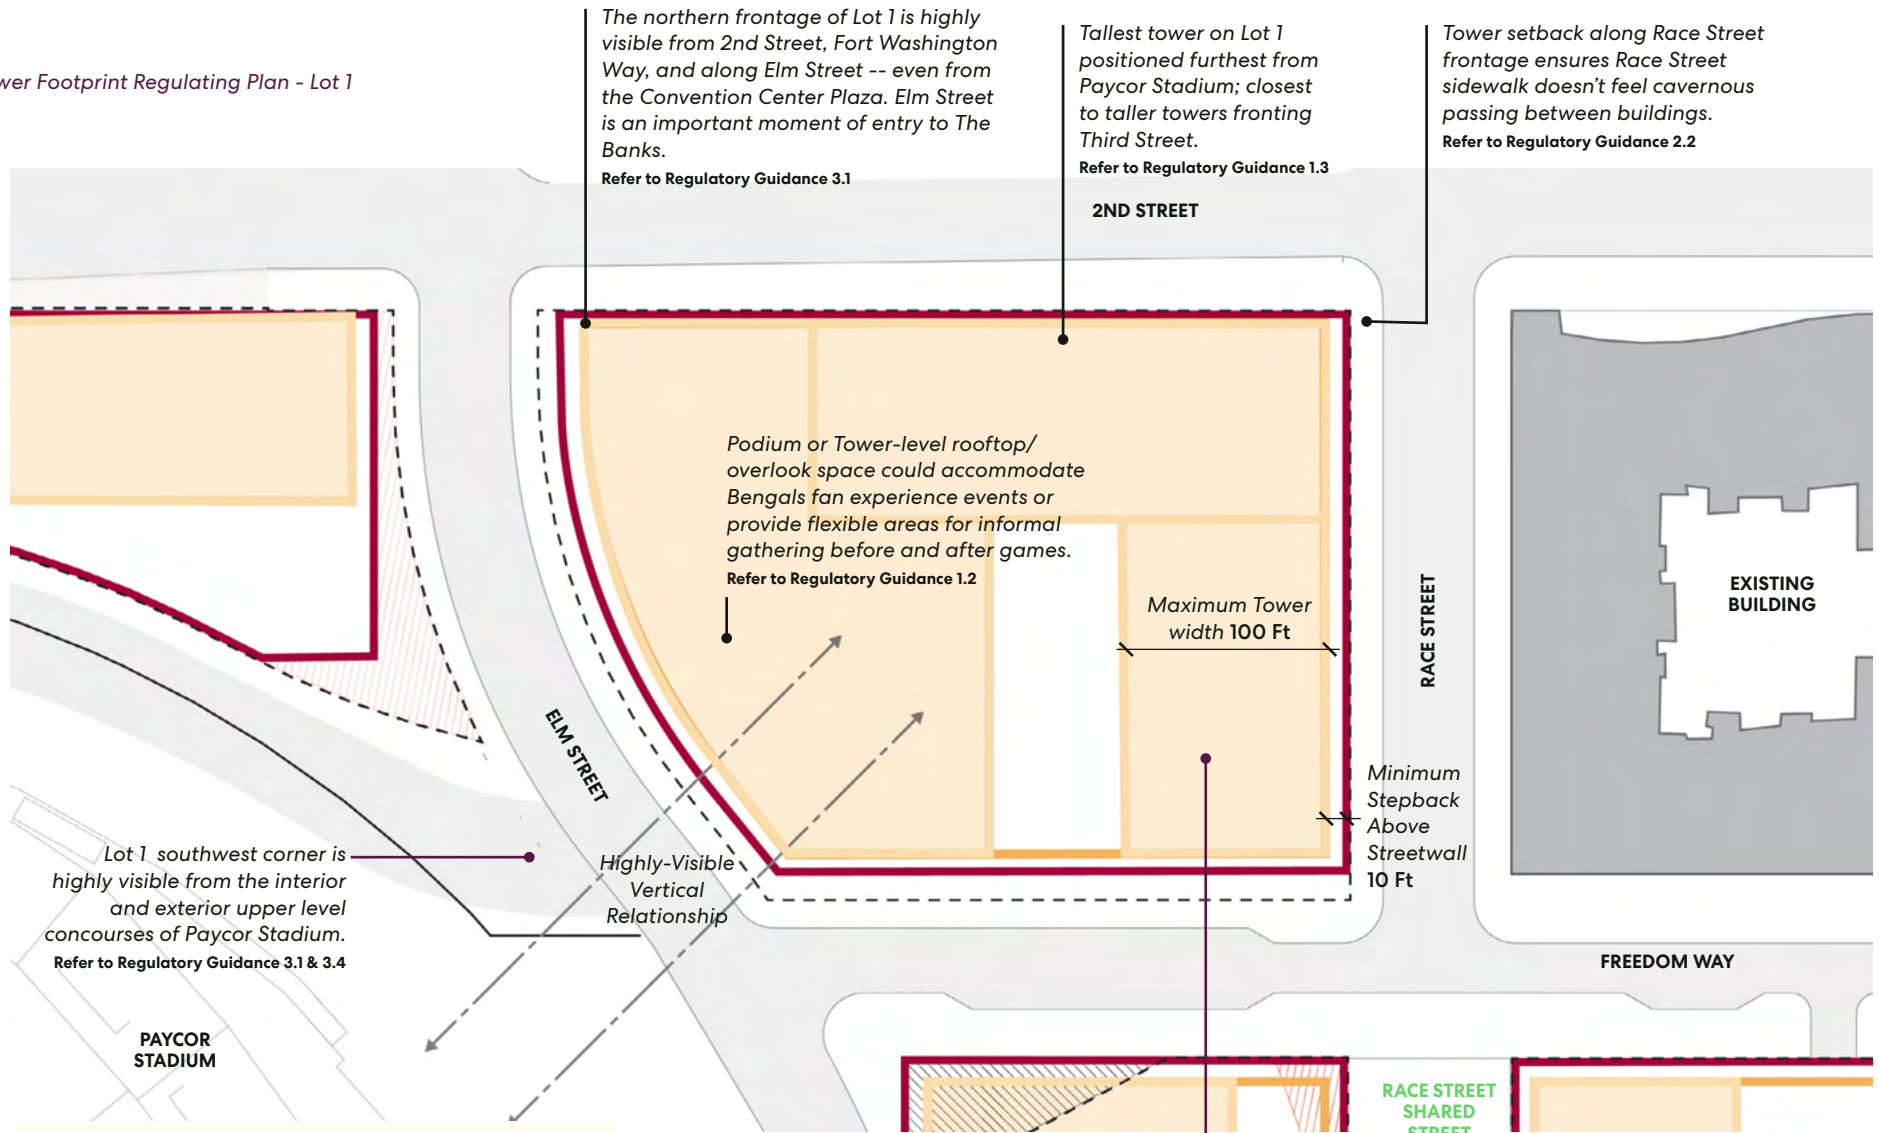 wer Footprint Regulating Plan - Lot 1
The northern frontage of Lot 1 is highly
visible from 2nd Street, Fort Washington
Way, and along Elm Street -- even from
the Convention Center Plaza. Elm Street
is an important moment of entry to The
Banks.
Refer to Regulatory Guidance 3.1
Tallest tower on Lot 1
positioned furthest from
Paycor Stadium; closest
to taller towers fronting
Third Street.
Refer to Regulatory Guidance 1.3
Tower setback along Race Street
frontage ensures Race Street
sidewalk doesn't feel cavernous
passing between buildings.
Refer to Regulatory Guidance 2.2
2ND STREET
Podium or Tower-level rooftop/
overlook space could accommodate
Bengals fan experience events or
provide flexible areas for informal
gathering before and after games.
Refer to Regulatory Guidance 1.2
Maximum Tower
width 100 Ft
RACE STREET
EXISTING
BUILDING
ELM STREET
Minimum
Stepback
Above
Streetwall
10 Ft
Lot 1 southwest corner is
highly visible from the interior
and exterior upper level
concourses of Paycor Stadium.
Refer to Regulatory Guidance 3.1 & 3.4
Highly-Visible
Vertical
Relationship
FREEDOM WAY
PAYCOR
STADIUM
RACE STREET
SHARED
STREET